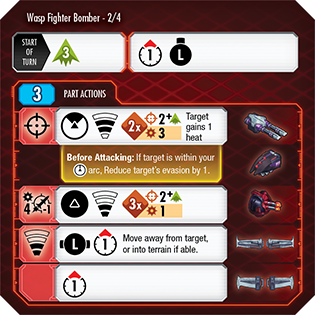 Wasp Fighter Bomber - 2/4
START
OF
TURN
3
1
L
3 PART ACTIONS
2x
2+
3
Target
gains 1
heat
Before Attacking: If target is within your
arc, Reduce target's evasion by 1.
4
-1
3x
2+
1
L
1
Move away from target,
or into terrain if able.
1